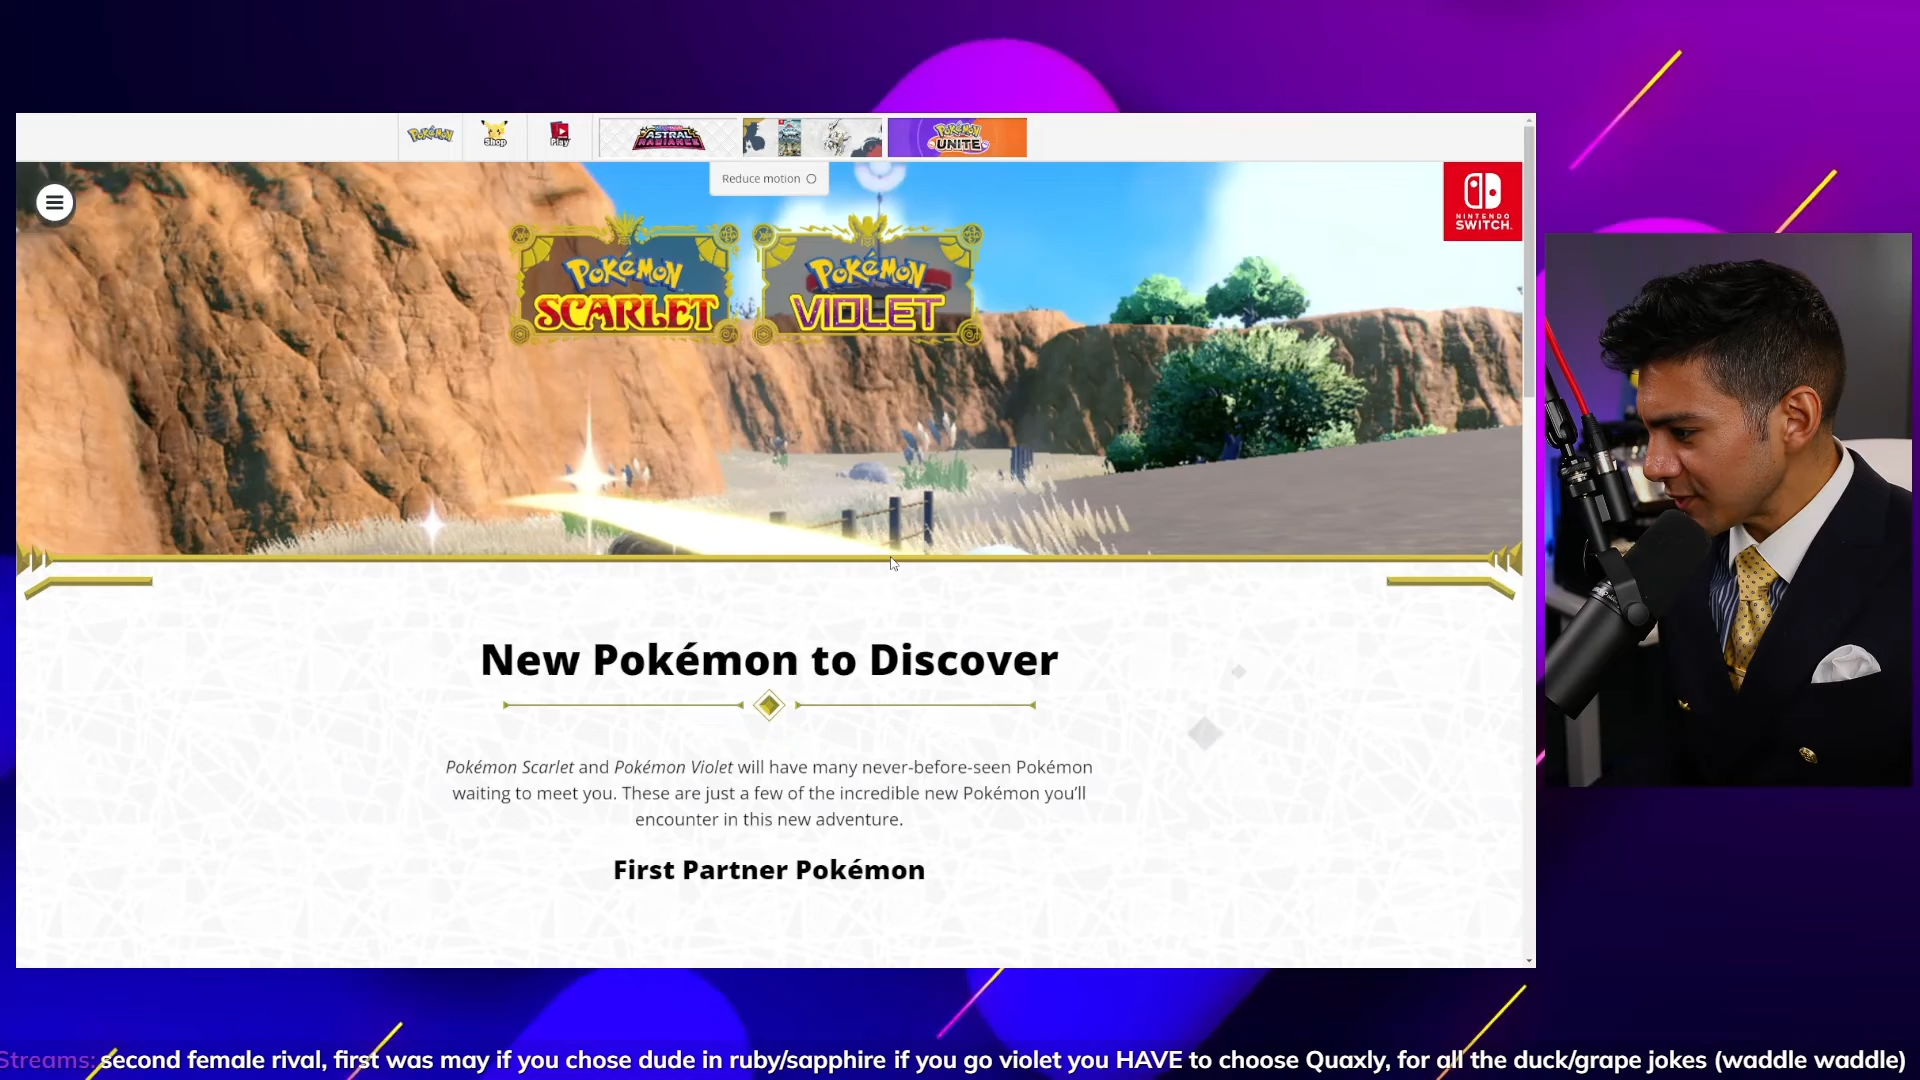 Pokémon
Shop
Play
ASTRAL
RADIANCE
POKÉMON
UNITE
Reduce motion
NINTENDO
SWITCH
POKÉMON
SCARLET
POKÉMON
VIOLET
New Pokémon to Discover
Pokémon Scarlet and Pokémon Violet will have many never-before-seen Pokémon
waiting to meet you. These are just a few of the incredible new Pokémon you’ll
encounter in this new adventure.
First Partner Pokémon
Streams: second female rival, first was may if you chose dude in ruby/sapphire if you go violet you HAVE to choose Quaxly, for all the duck/grape jokes (waddle waddle)